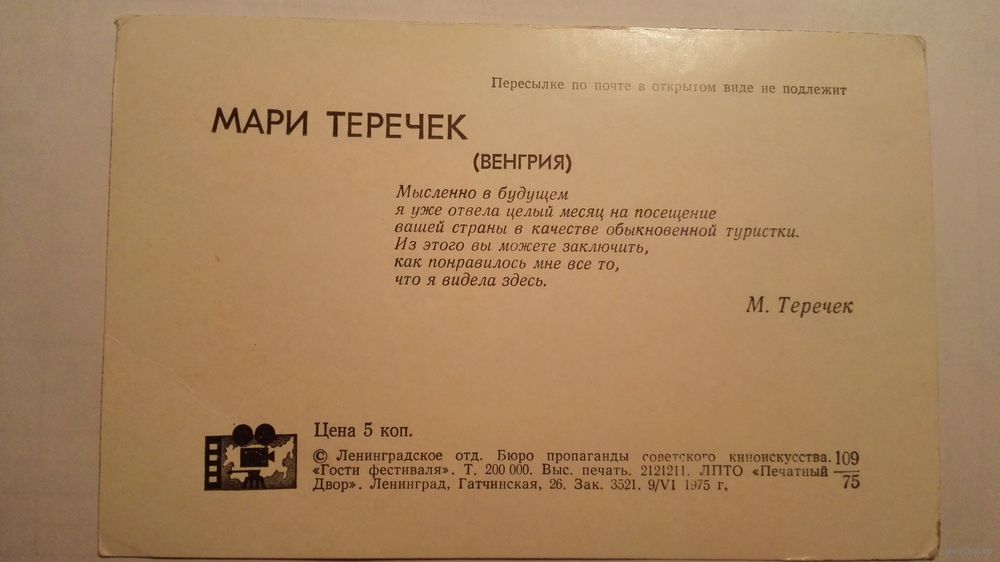 Пересылке по почте в открытом виде не подлежит
МАРИ ТЕРЕЧЕК
(ВЕНГРИЯ)
Мысленно в будущем
я уже отвела целый месяц на посещение
вашей страны в качестве обыкновенной туристки.
Из этого вы можете заключить,
как понравилось мне все то,
что я видела здесь.
М. Теречек
Цена 5 коп.
© Ленинградское отд. Бюро пропаганды советского киноискусства. 109
«Гости фестиваля». Т. 200 000. Выс. печать. 2121211. ЛПТО «Печатный
Двор». Ленинград, Гатчинская, 26. Зак. 3521. 9/VI 1975 г. 75